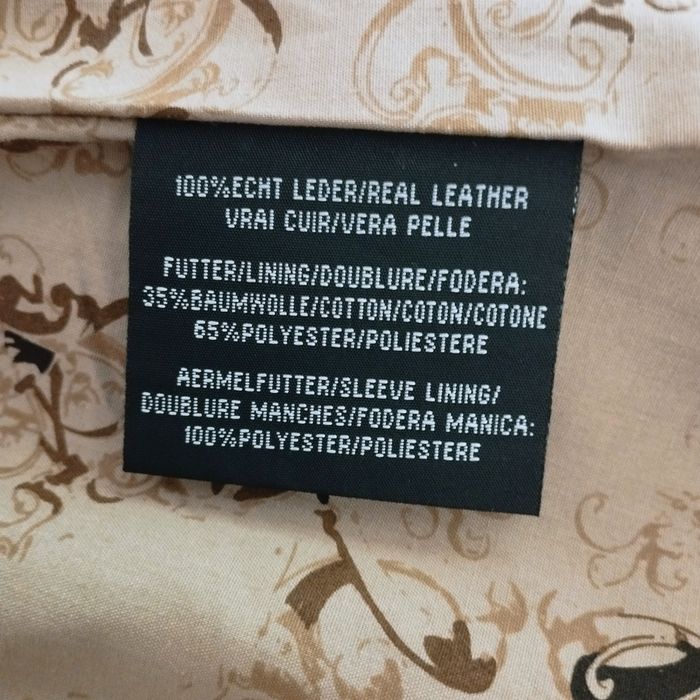 100%ECHT LEDER/REAL LEATHER
VRAI CUIR/VERA PELLE
FUTTER/LINING/DOUBLURE/FODERA:
35%BAUMWOLLE/COTTON/COTON/COTONE
65%POLYESTER/POLIESTERE
AERMELFUTTER/SLEEVE LINING/
DOUBLURE MANCHES/FODERA MANICA:
100%POLYESTER/POLIESTERE